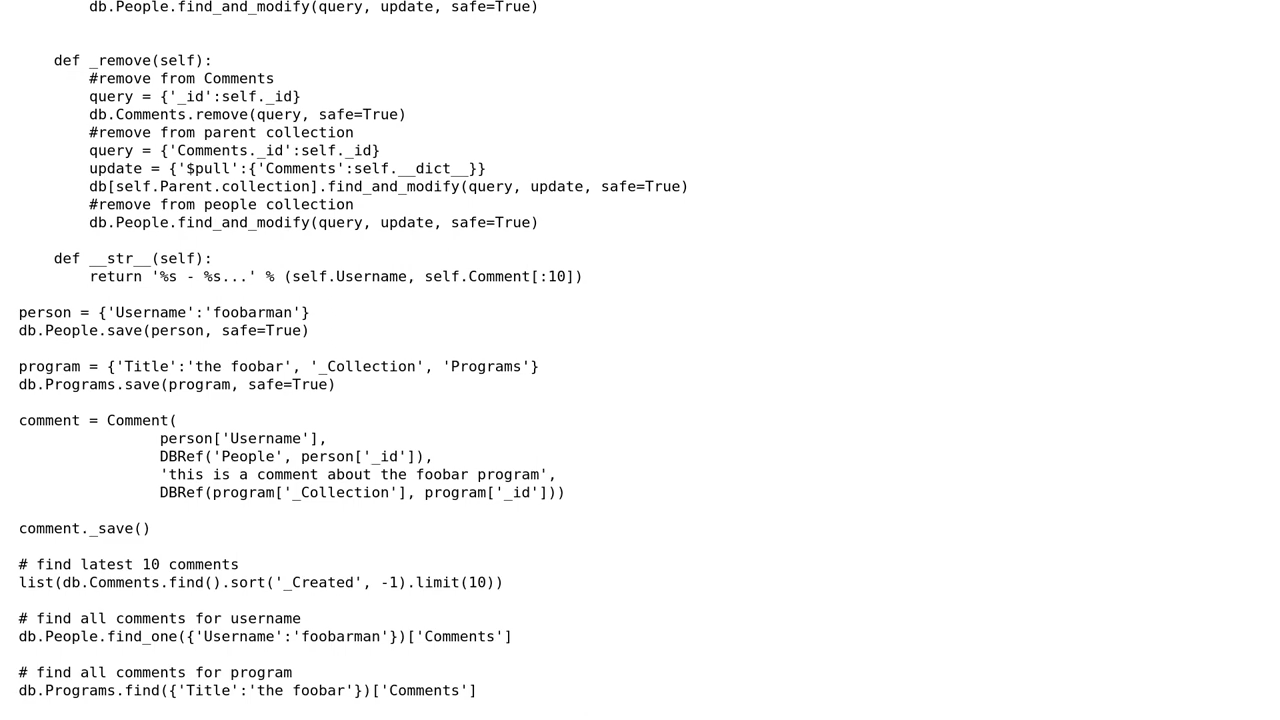 db.People.find_and_modify(query, update, safe=True)
    def _remove(self):
        #remove from Comments
        query = {'_id':self._id}
        db.Comments.remove(query, safe=True)
        #remove from parent collection
        query = {'Comments._id':self._id}
        update = {'$pull':{'Comments':self.__dict__}}
        db[self.Parent.collection].find_and_modify(query, update, safe=True)
        #remove from people collection
        db.People.find_and_modify(query, update, safe=True)
    def __str__(self):
        return '%s - %s...' % (self.Username, self.Comment[:10])
person = {'Username':'foobarman'}
db.People.save(person, safe=True)
program = {'Title':'the foobar', '_Collection', 'Programs'}
db.Programs.save(program, safe=True)
comment = Comment(
                person['Username'],
                DBRef('People', person['_id']),
                'this is a comment about the foobar program',
                DBRef(program['_Collection'], program['_id']))
comment._save()
# find latest 10 comments
list(db.Comments.find().sort('_Created', -1).limit(10))
# find all comments for username
db.People.find_one({'Username':'foobarman'})['Comments']
# find all comments for program
db.Programs.find({'Title':'the foobar'})['Comments']